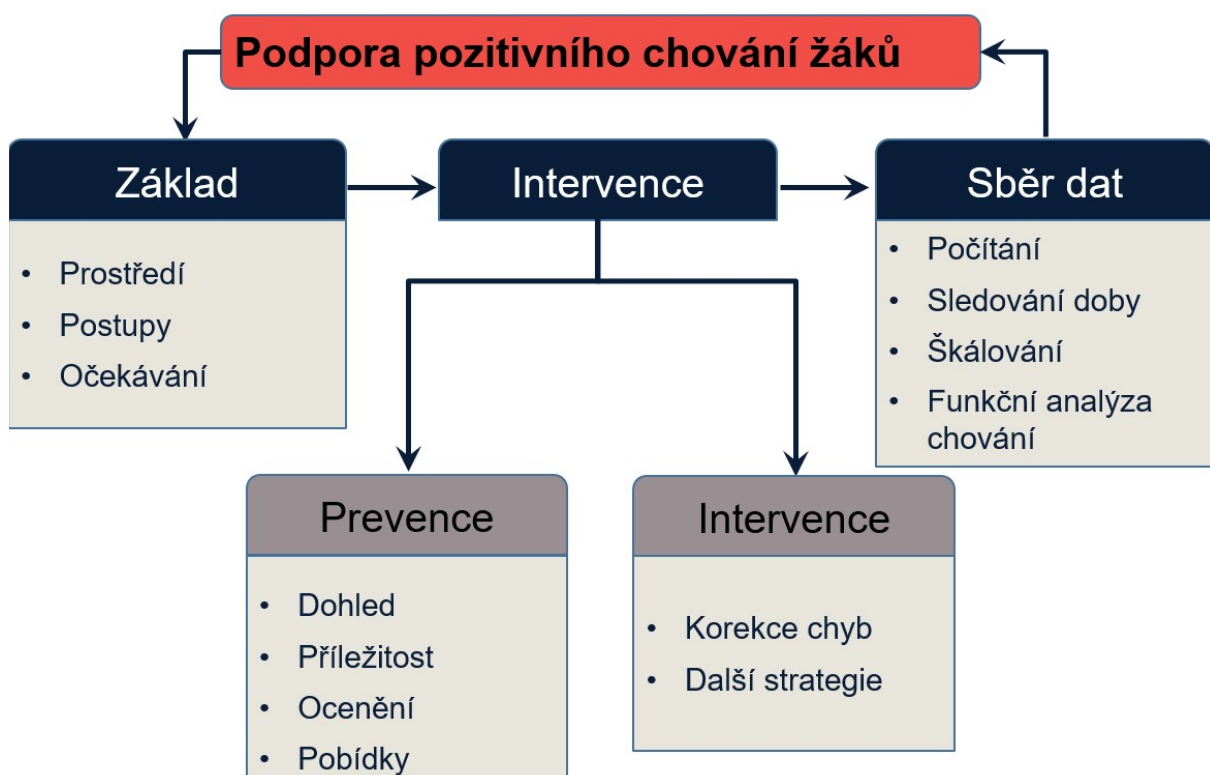 Podpora pozitivního chování žáků
Základ
• Prostředí
• Postupy
• Očekávání
Intervence
Sběr dat
• Počítání
• Sledování doby
• Škálování
• Funkční analýza
chování
Prevence
• Dohled
• Příležitost
• Ocenění
• Pobídky
Intervence
• Korekce chyb
• Další strategie